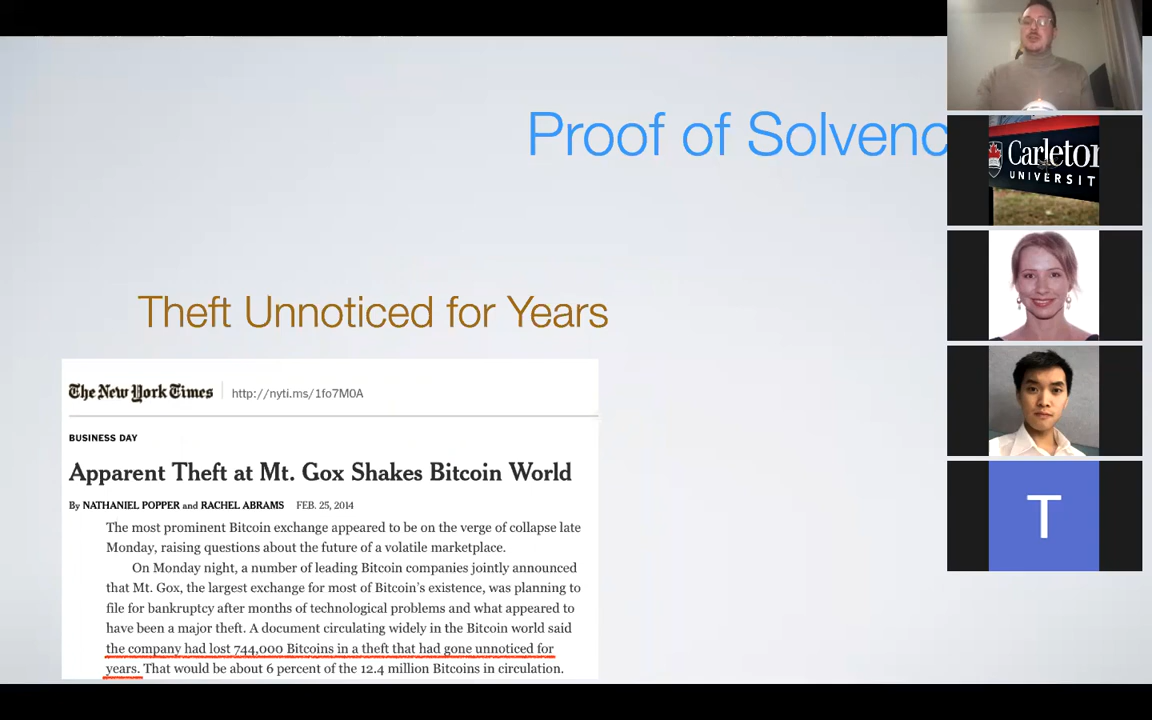 Proof of Solvenc
Theft Unnoticed for Years
The New York Times
http://nyti.ms/1fo7M0A
BUSINESS DAY
Apparent Theft at Mt. Gox Shakes Bitcoin World
By NATHANIEL POPPER and RACHEL ABRAMS FEB. 25, 2014
The most prominent Bitcoin exchange appeared to be on the verge of collapse late
Monday, raising questions about the future of a volatile marketplace.
On Monday night, a number of leading Bitcoin companies jointly announced
that Mt. Gox, the largest exchange for most of Bitcoin's existence, was planning to
file for bankruptcy after months of technological problems and what appeared to
have been a major theft. A document circulating widely in the Bitcoin world said
the company had lost 744,000 Bitcoins in a theft that had gone unnoticed for
years. That would be about 6 percent of the 12.4 million Bitcoins in circulation.
Carleton
UNIVERSIT
T